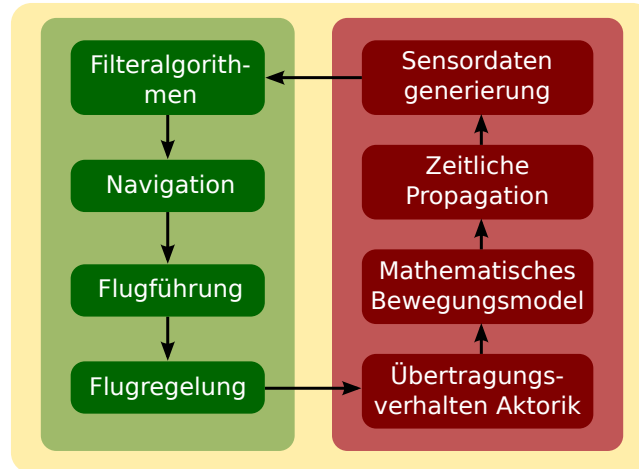 Filteralgorith-
men
Navigation
Flugführung
Flugregelung
Sensordaten
generierung
Zeitliche
Propagation
Mathematisches
Bewegungsmodel
Übertragungs-
verhalten Aktorik